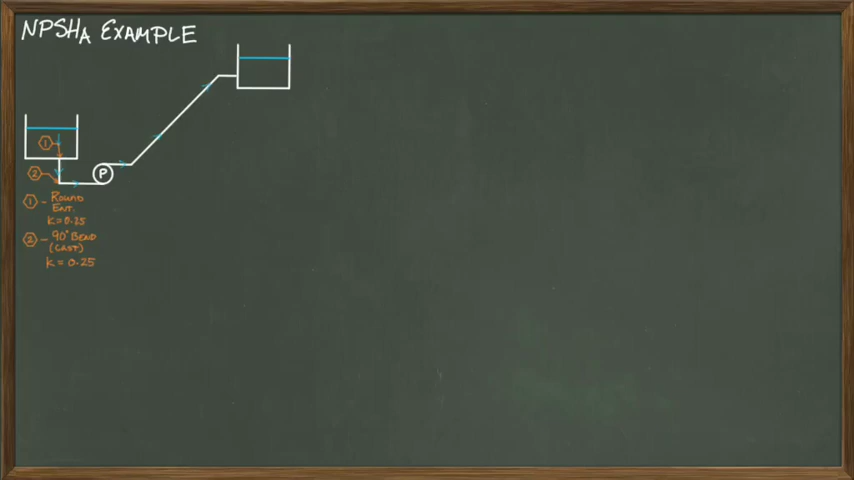 NPSHA EXAMPLE
1
2
P
1 - ROUND
ENT.
K=0.25
2 - 90° BEND
(CAST)
K = 0.25